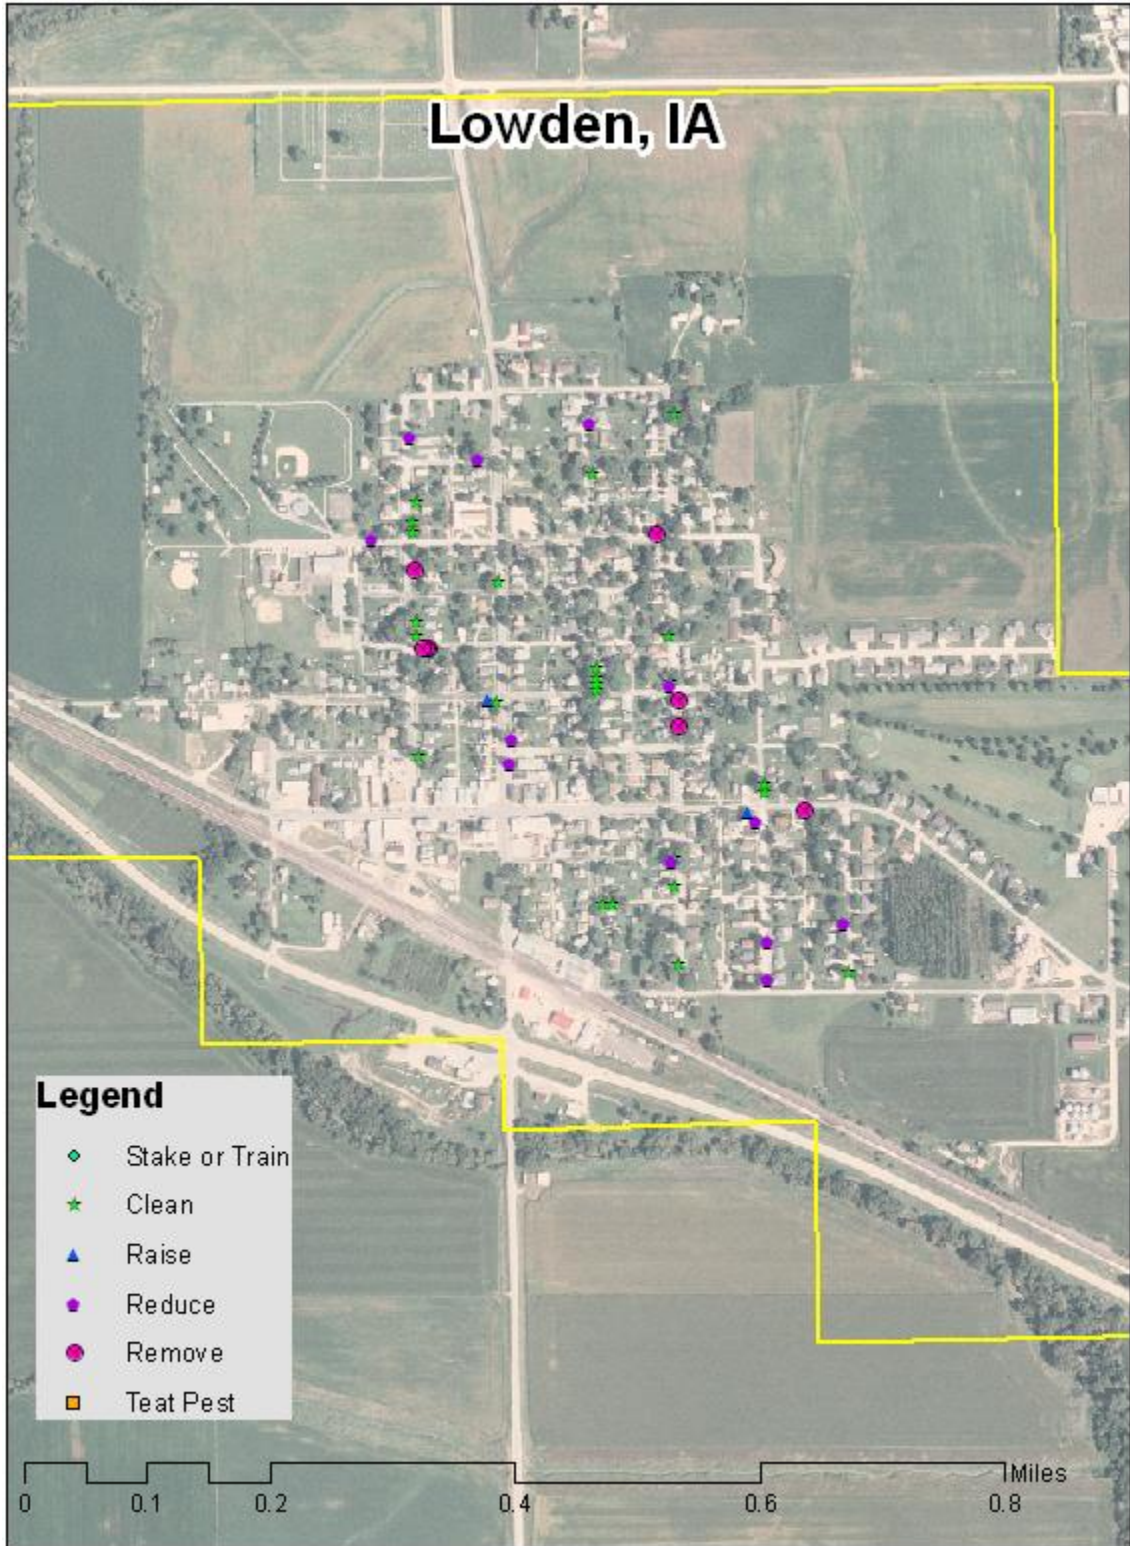 Lowden, IA
Legend
Stake or Train
Clean
Raise
Reduce
Remove
Teat Pest
Miles
0 0.1 0.2 0.4 0.6 0.8